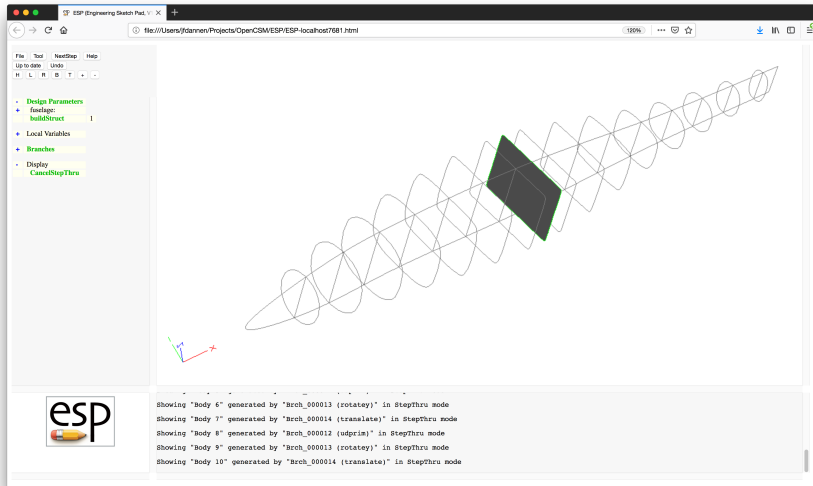 ESP (Engineering Sketch Pad, V
file:///Users/jfdannen/Projects/OpenCSM/ESP/ESP-localhost7681.html
120%
File Tool NextStep Help
Up to date Undo
H L R B T + -
- Design Parameters
+ fuselage:
buildStruct 1
+ Local Variables
+ Branches
- Display
CancelStepThru
X
esp
Showing "Body 6" generated by "Brch_000013 (rotatey)" in StepThru mode
Showing "Body 7" generated by "Brch_000014 (translate)" in StepThru mode
Showing "Body 8" generated by "Brch_000012 (udprim)" in StepThru mode
Showing "Body 9" generated by "Brch_000013 (rotatey)" in StepThru mode
Showing "Body 10" generated by "Brch_000014 (translate)" in StepThru mode